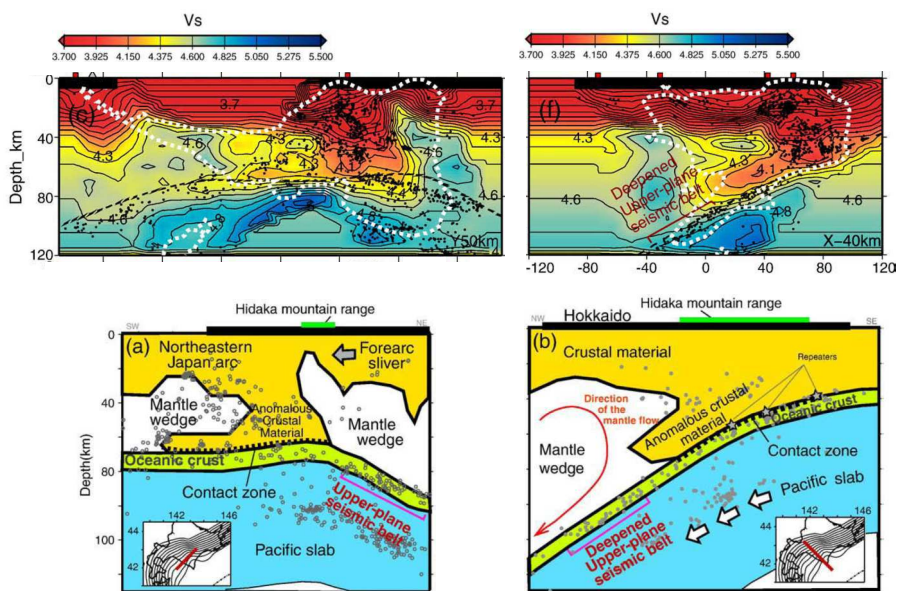 Vs
3.700 3.925 4.150 4.375 4.600 4.825 5.050 5.275 5.500
Vs
3.700 3.925 4.150 4.375 4.600 4.825 5.050 5.275 5.500
Depth_km
0
40
80
120
(c)
3.7
4.6
4.3
4.3
4.6
4.6
4.8
Y50km
(f)
4.3
4.6
4.3
4.1
4.6
4.8
Deepened
Upper-plane
seismic belt
X-40km
-120 -80 -40 0 40 80 120
Hidaka mountain range
SW
NE
(a)
Depth(km)
0
20
40
60
80
100
Northeastern
Japan arc
Forearc
sliver
Mantle
wedge
Anomalous
Crustal
Material
Mantle
wedge
Oceanic crust
Contact zone
Upper-plane
seismic belt
Pacific slab
142 146
44
42
Hidaka mountain range
NW
Hokkaido
SE
(b)
Crustal material
Repeaters
Direction
of the
mantle flow
Anomalous crustal
material
Oceanic crust
Mantle
wedge
Contact zone
Pacific slab
Deepened
Upper-plane
seismic belt
142 146
44
42